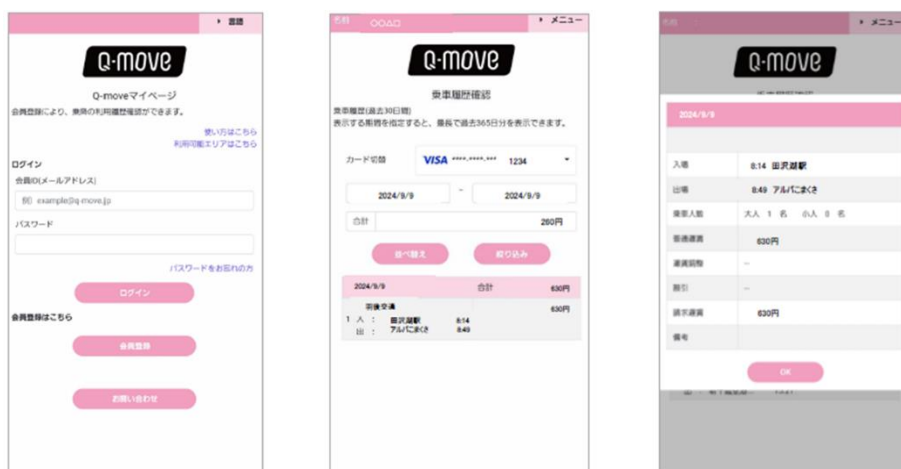 言語
Q-move
Q-moveマイページ
会員登録により、乗降の利用履歴確認ができます。
使い方はこちら
利用可能エリアはこちら
ログイン
会員ID(メールアドレス)
例) example@q-move.jp
パスワード
パスワードをお忘れの方
ログイン
会員登録はこちら
会員登録
お問い合わせ
名前 ○○△□ メニュー
Q-move
乗車履歴確認
乗車履歴(過去30日間)
表示する期間を指定すると、最長で過去365日分を表示できます。
カード切替 VISA ****-****-*** 1234
2024/9/9 ~ 2024/9/9
合計 260円
並べ替え 絞り込み
2024/9/9 合計 630円
羽後交通 630円
1 入 : 田沢湖駅 8:14
出 : アルパこまくさ 8:49
名前 メニュー
Q-move
2024/9/9
入場 8:14 田沢湖駅
出場 8:49 アルパこまくさ
乗車人数 大人 1 名 小人 0 名
普通運賃 630円
運賃調整 --
割引 --
請求運賃 630円
備考
OK